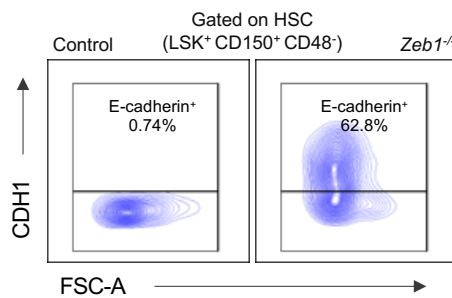 Gated on HSC
Control (LSK⁺ CD150⁺ CD48⁻) Zeb1⁻/⁻
E-cadherin⁺
0.74%
E-cadherin⁺
62.8%
CDH1
FSC-A